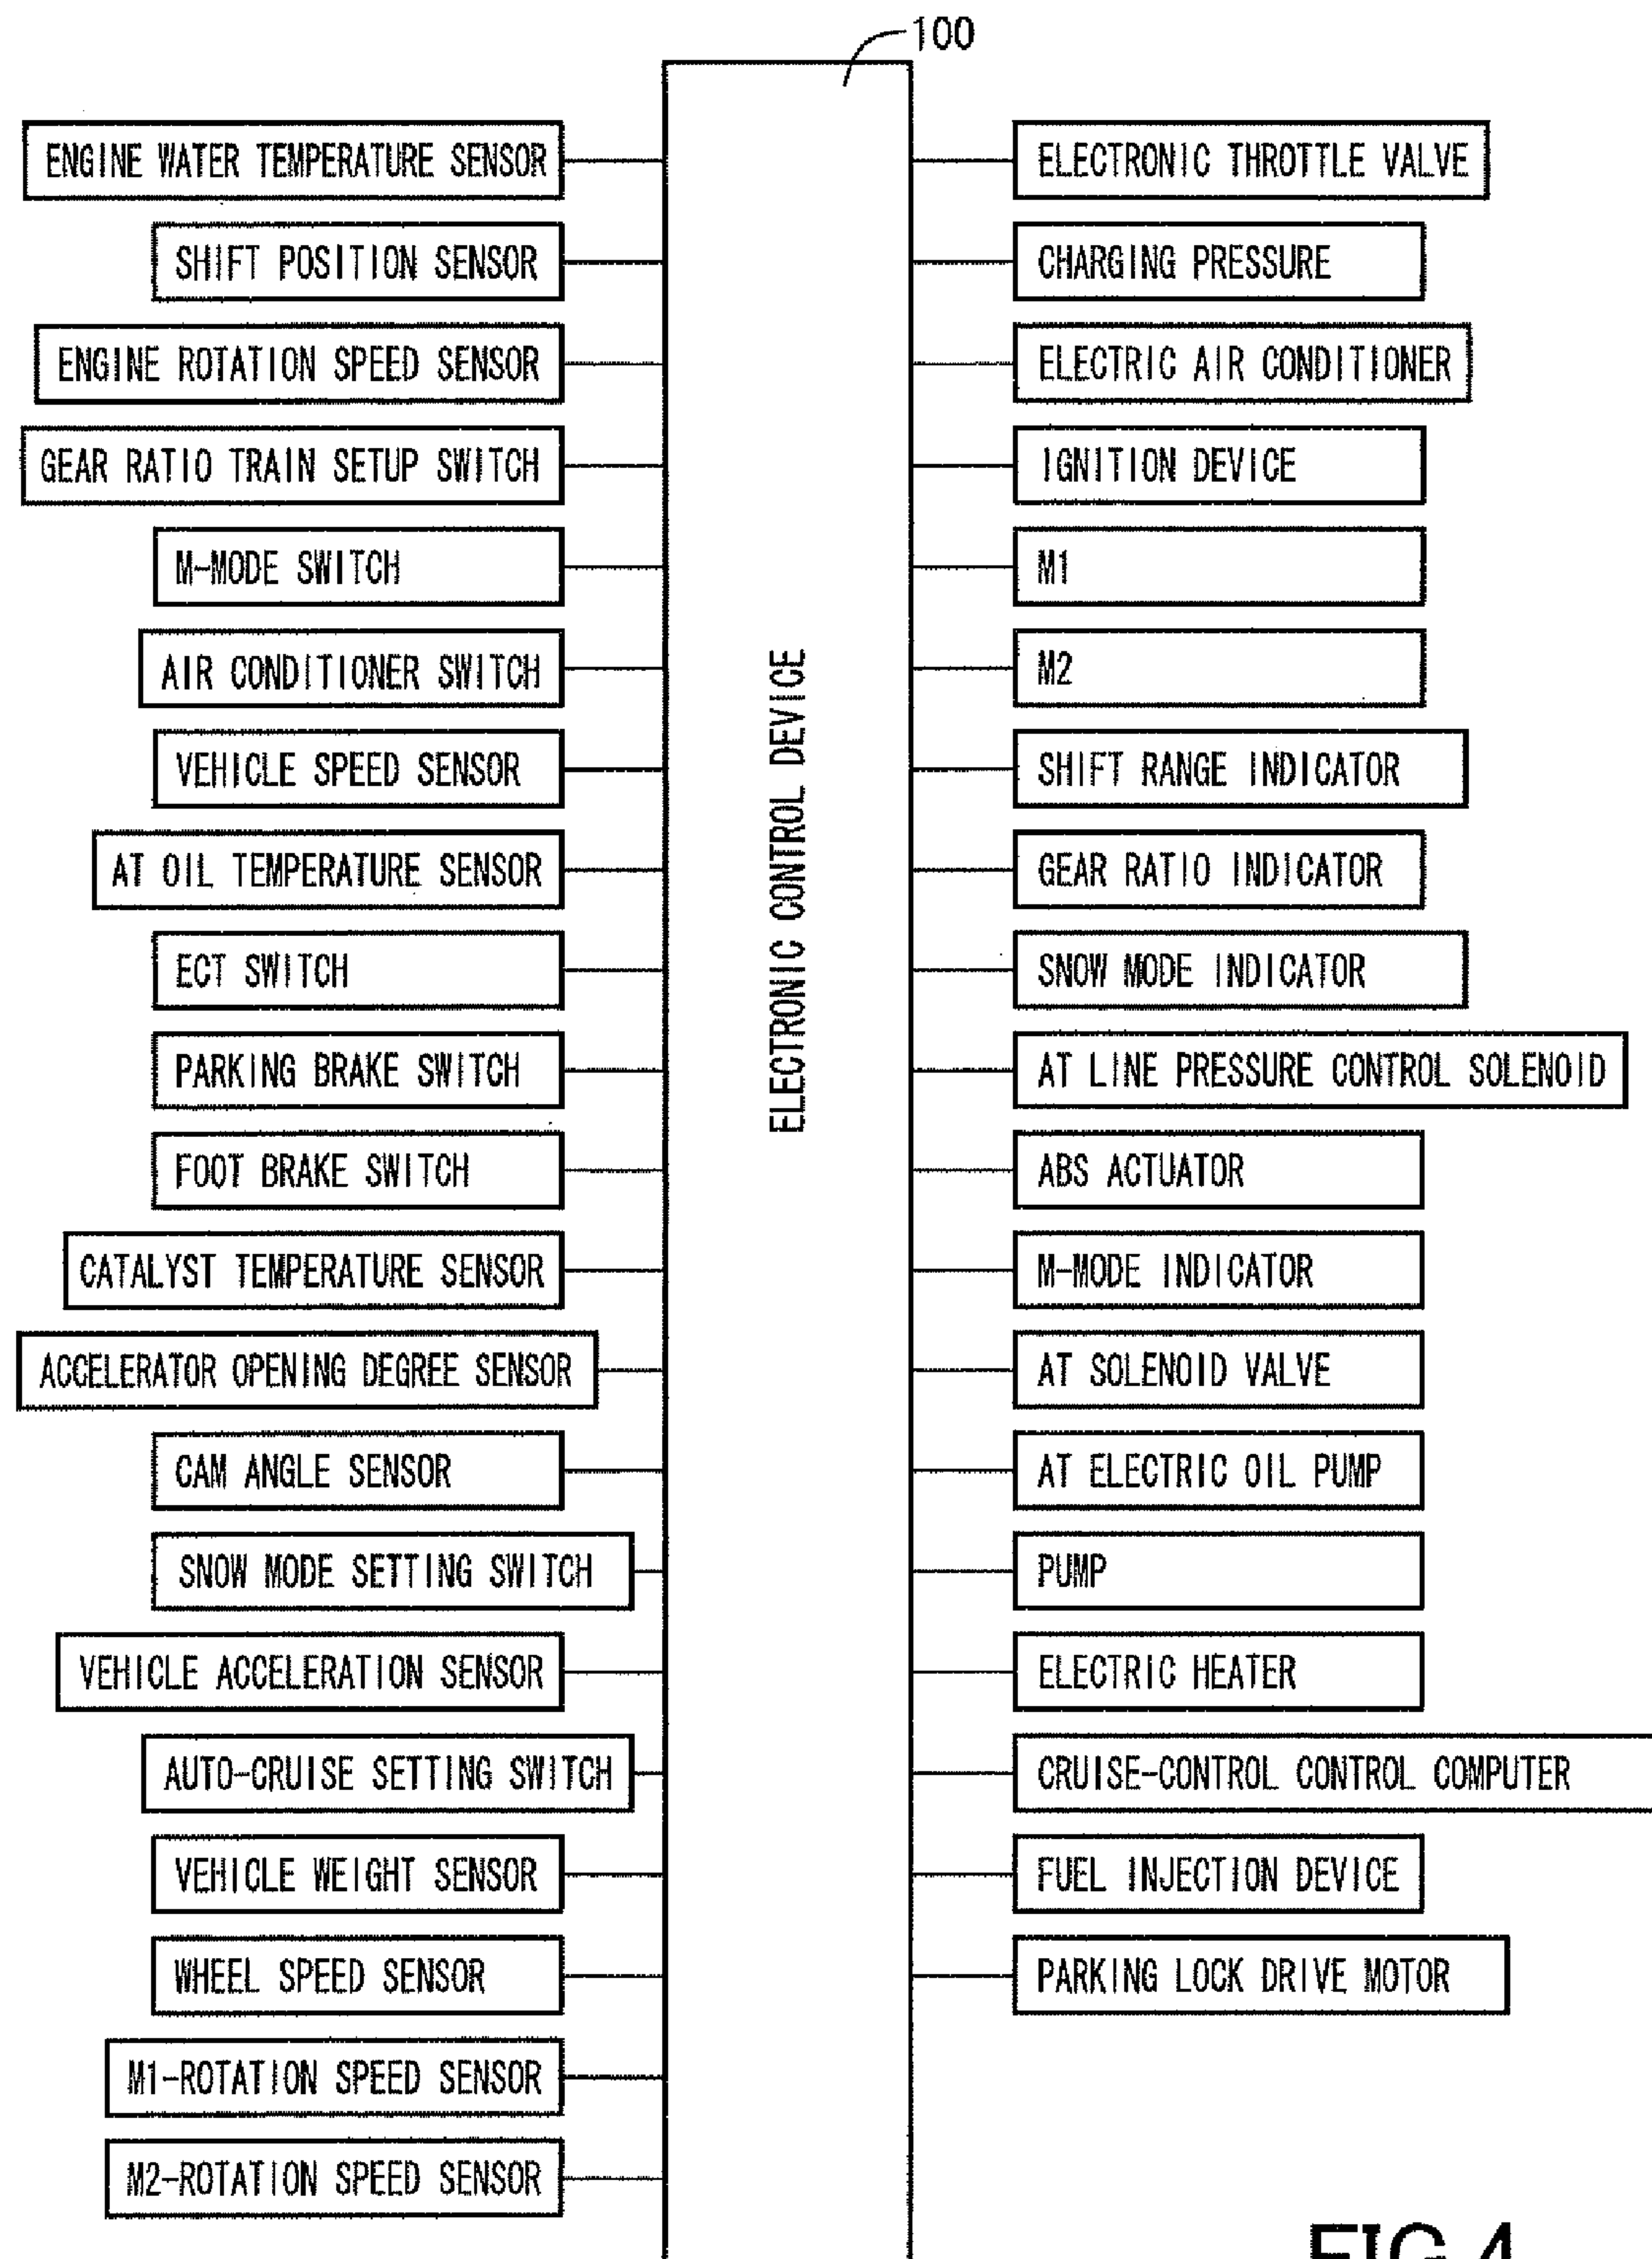 100
ENGINE WATER TEMPERATURE SENSOR
SHIFT POSITION SENSOR
ENGINE ROTATION SPEED SENSOR
GEAR RATIO TRAIN SETUP SWITCH
M-MODE SWITCH
AIR CONDITIONER SWITCH
VEHICLE SPEED SENSOR
AT OIL TEMPERATURE SENSOR
ECT SWITCH
PARKING BRAKE SWITCH
FOOT BRAKE SWITCH
CATALYST TEMPERATURE SENSOR
ACCELERATOR OPENING DEGREE SENSOR
CAM ANGLE SENSOR
SNOW MODE SETTING SWITCH
VEHICLE ACCELERATION SENSOR
AUTO-CRUISE SETTING SWITCH
VEHICLE WEIGHT SENSOR
WHEEL SPEED SENSOR
M1-ROTATION SPEED SENSOR
M2-ROTATION SPEED SENSOR
ELECTRONIC CONTROL DEVICE
ELECTRONIC THROTTLE VALVE
CHARGING PRESSURE
ELECTRIC AIR CONDITIONER
IGNITION DEVICE
M1
M2
SHIFT RANGE INDICATOR
GEAR RATIO INDICATOR
SNOW MODE INDICATOR
AT LINE PRESSURE CONTROL SOLENOID
ABS ACTUATOR
M-MODE INDICATOR
AT SOLENOID VALVE
AT ELECTRIC OIL PUMP
PUMP
ELECTRIC HEATER
CRUISE-CONTROL CONTROL COMPUTER
FUEL INJECTION DEVICE
PARKING LOCK DRIVE MOTOR
FIG.4